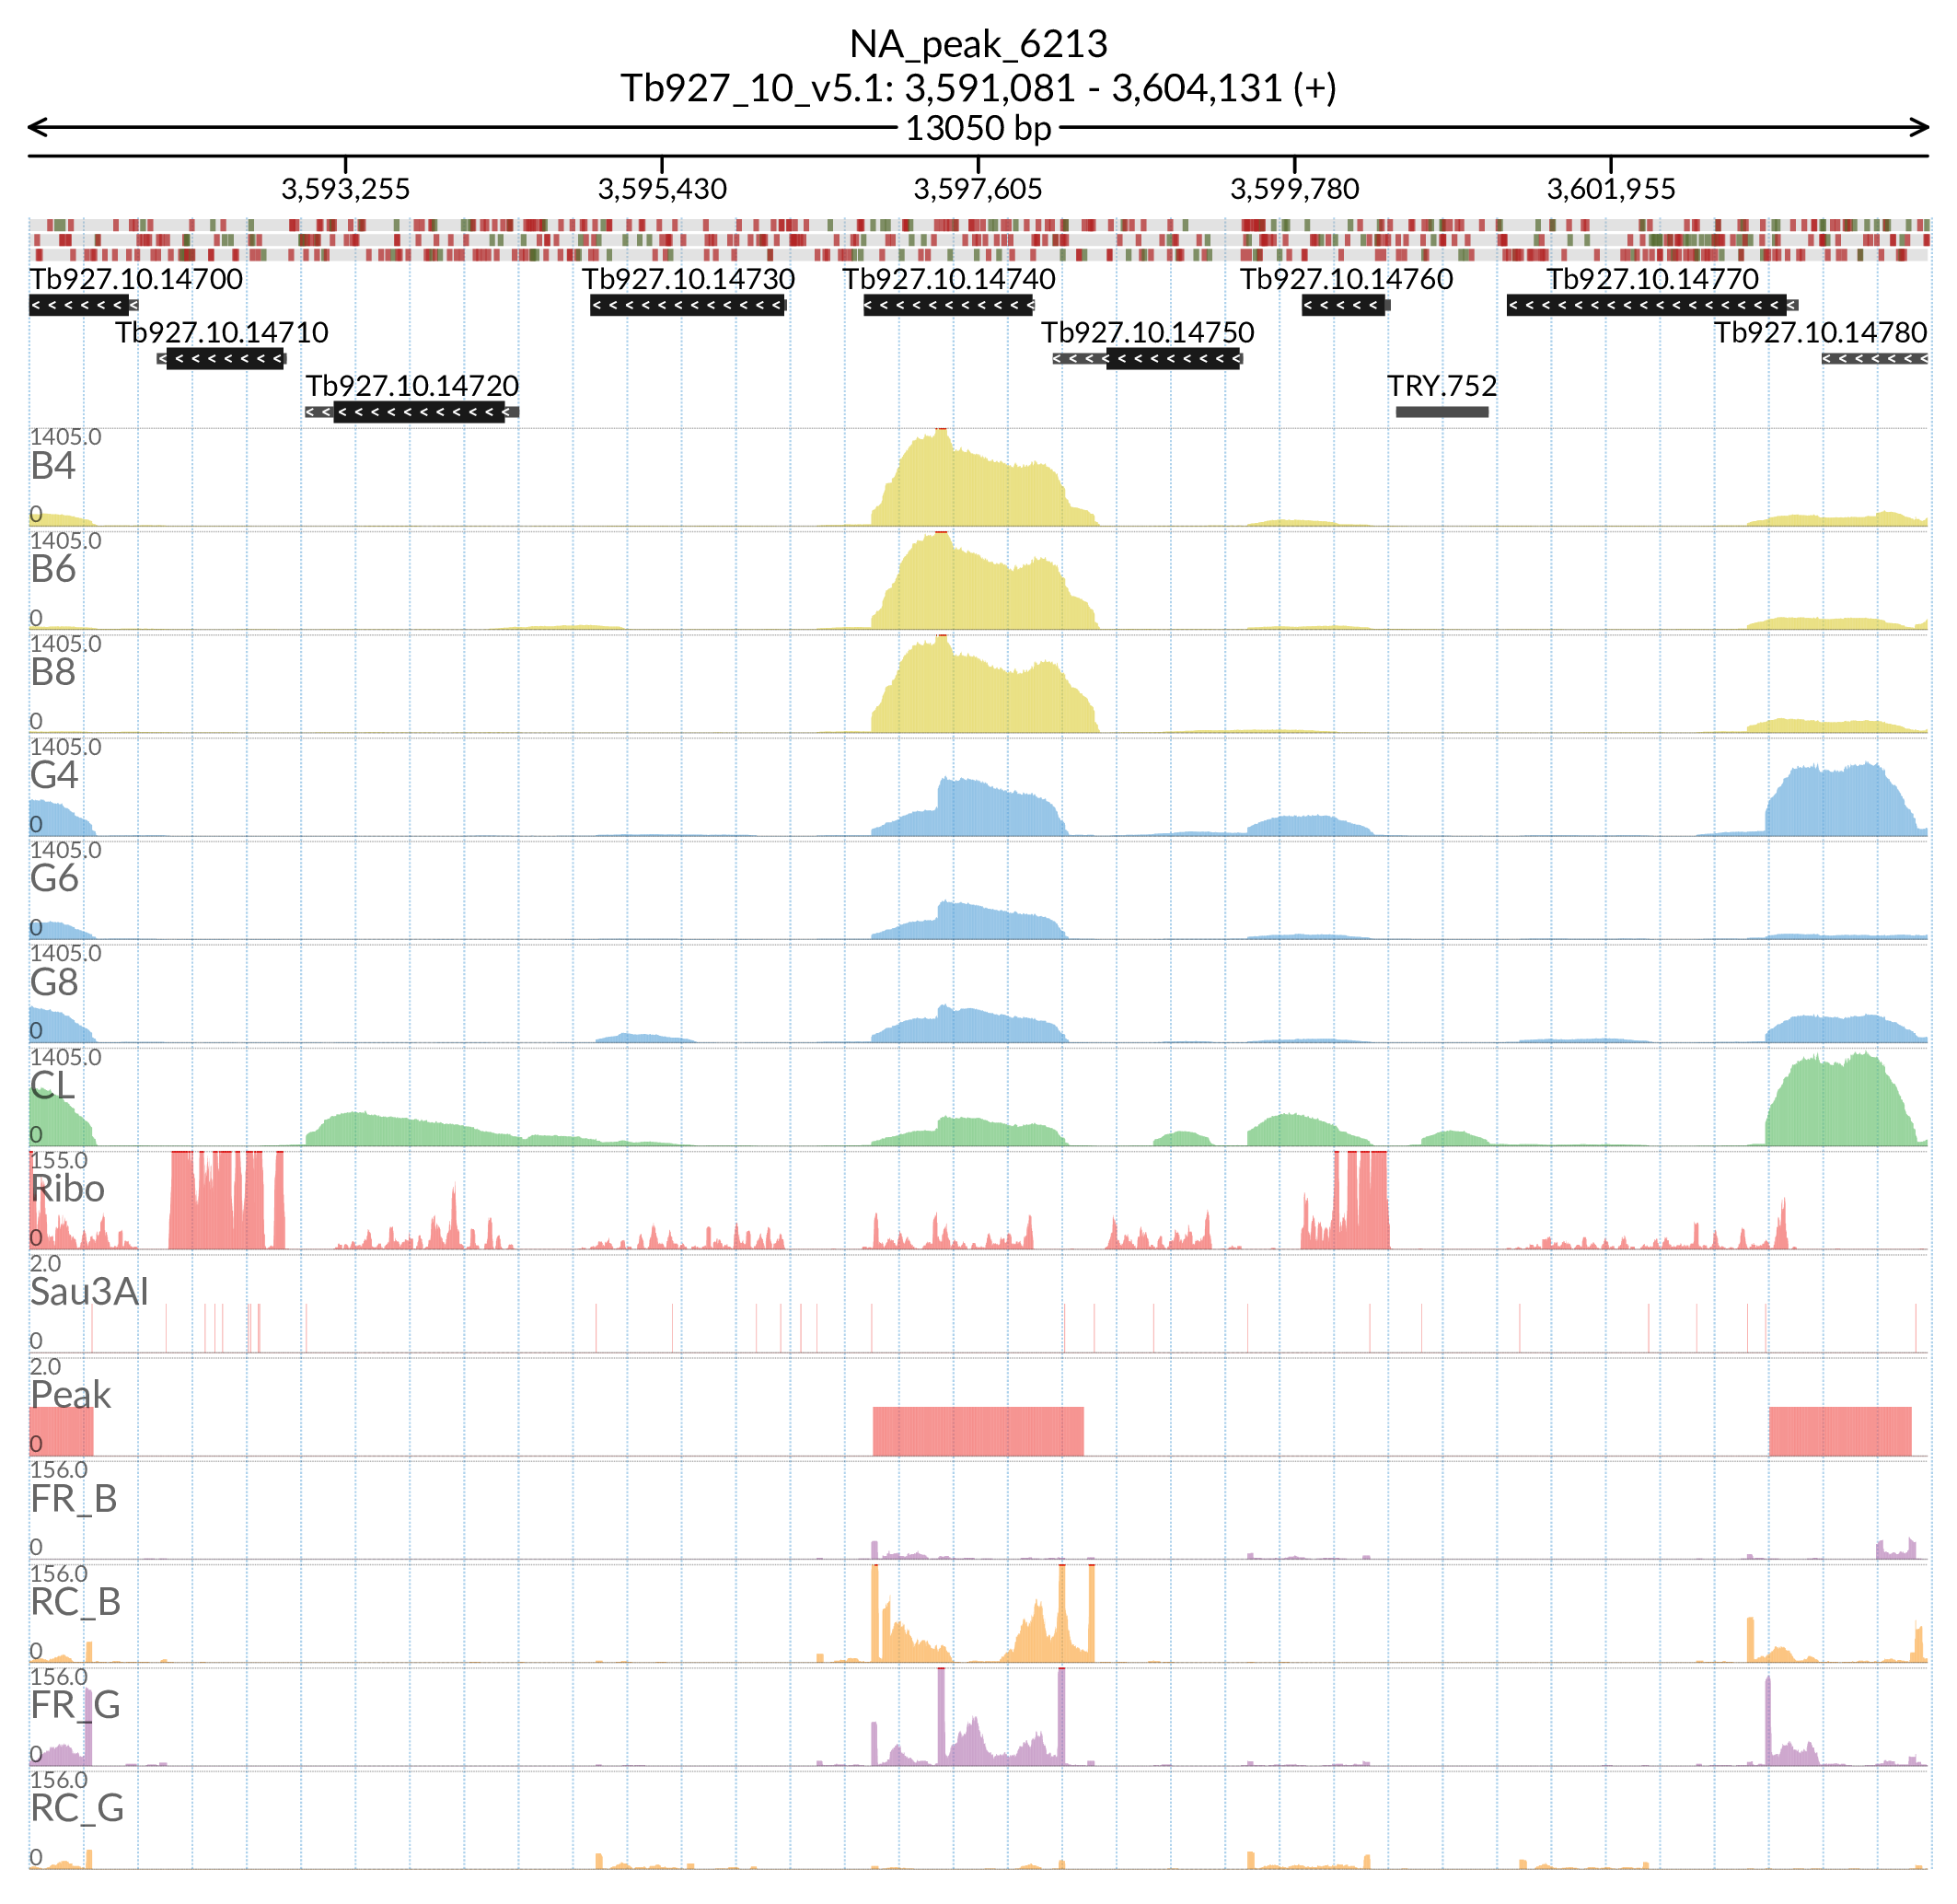 NA_peak_6213
Tb927_10_v5.1: 3,591,081 - 3,604,131 (+)
13050 bp
3,593,255 3,595,430 3,597,605 3,599,780 3,601,955
Tb927.10.14700 Tb927.10.14730 Tb927.10.14740 Tb927.10.14760 Tb927.10.14770
Tb927.10.14710 Tb927.10.14750 Tb927.10.14780
Tb927.10.14720 TRY.752
1405.0
B4
0
1405.0
B6
0
1405.0
B8
0
1405.0
G4
0
1405.0
G6
0
1405.0
G8
0
1405.0
CL
0
155.0
Ribo
0
2.0
Sau3AI
0
2.0
Peak
0
156.0
FR_B
0
156.0
RC_B
0
156.0
FR_G
0
156.0
RC_G
0